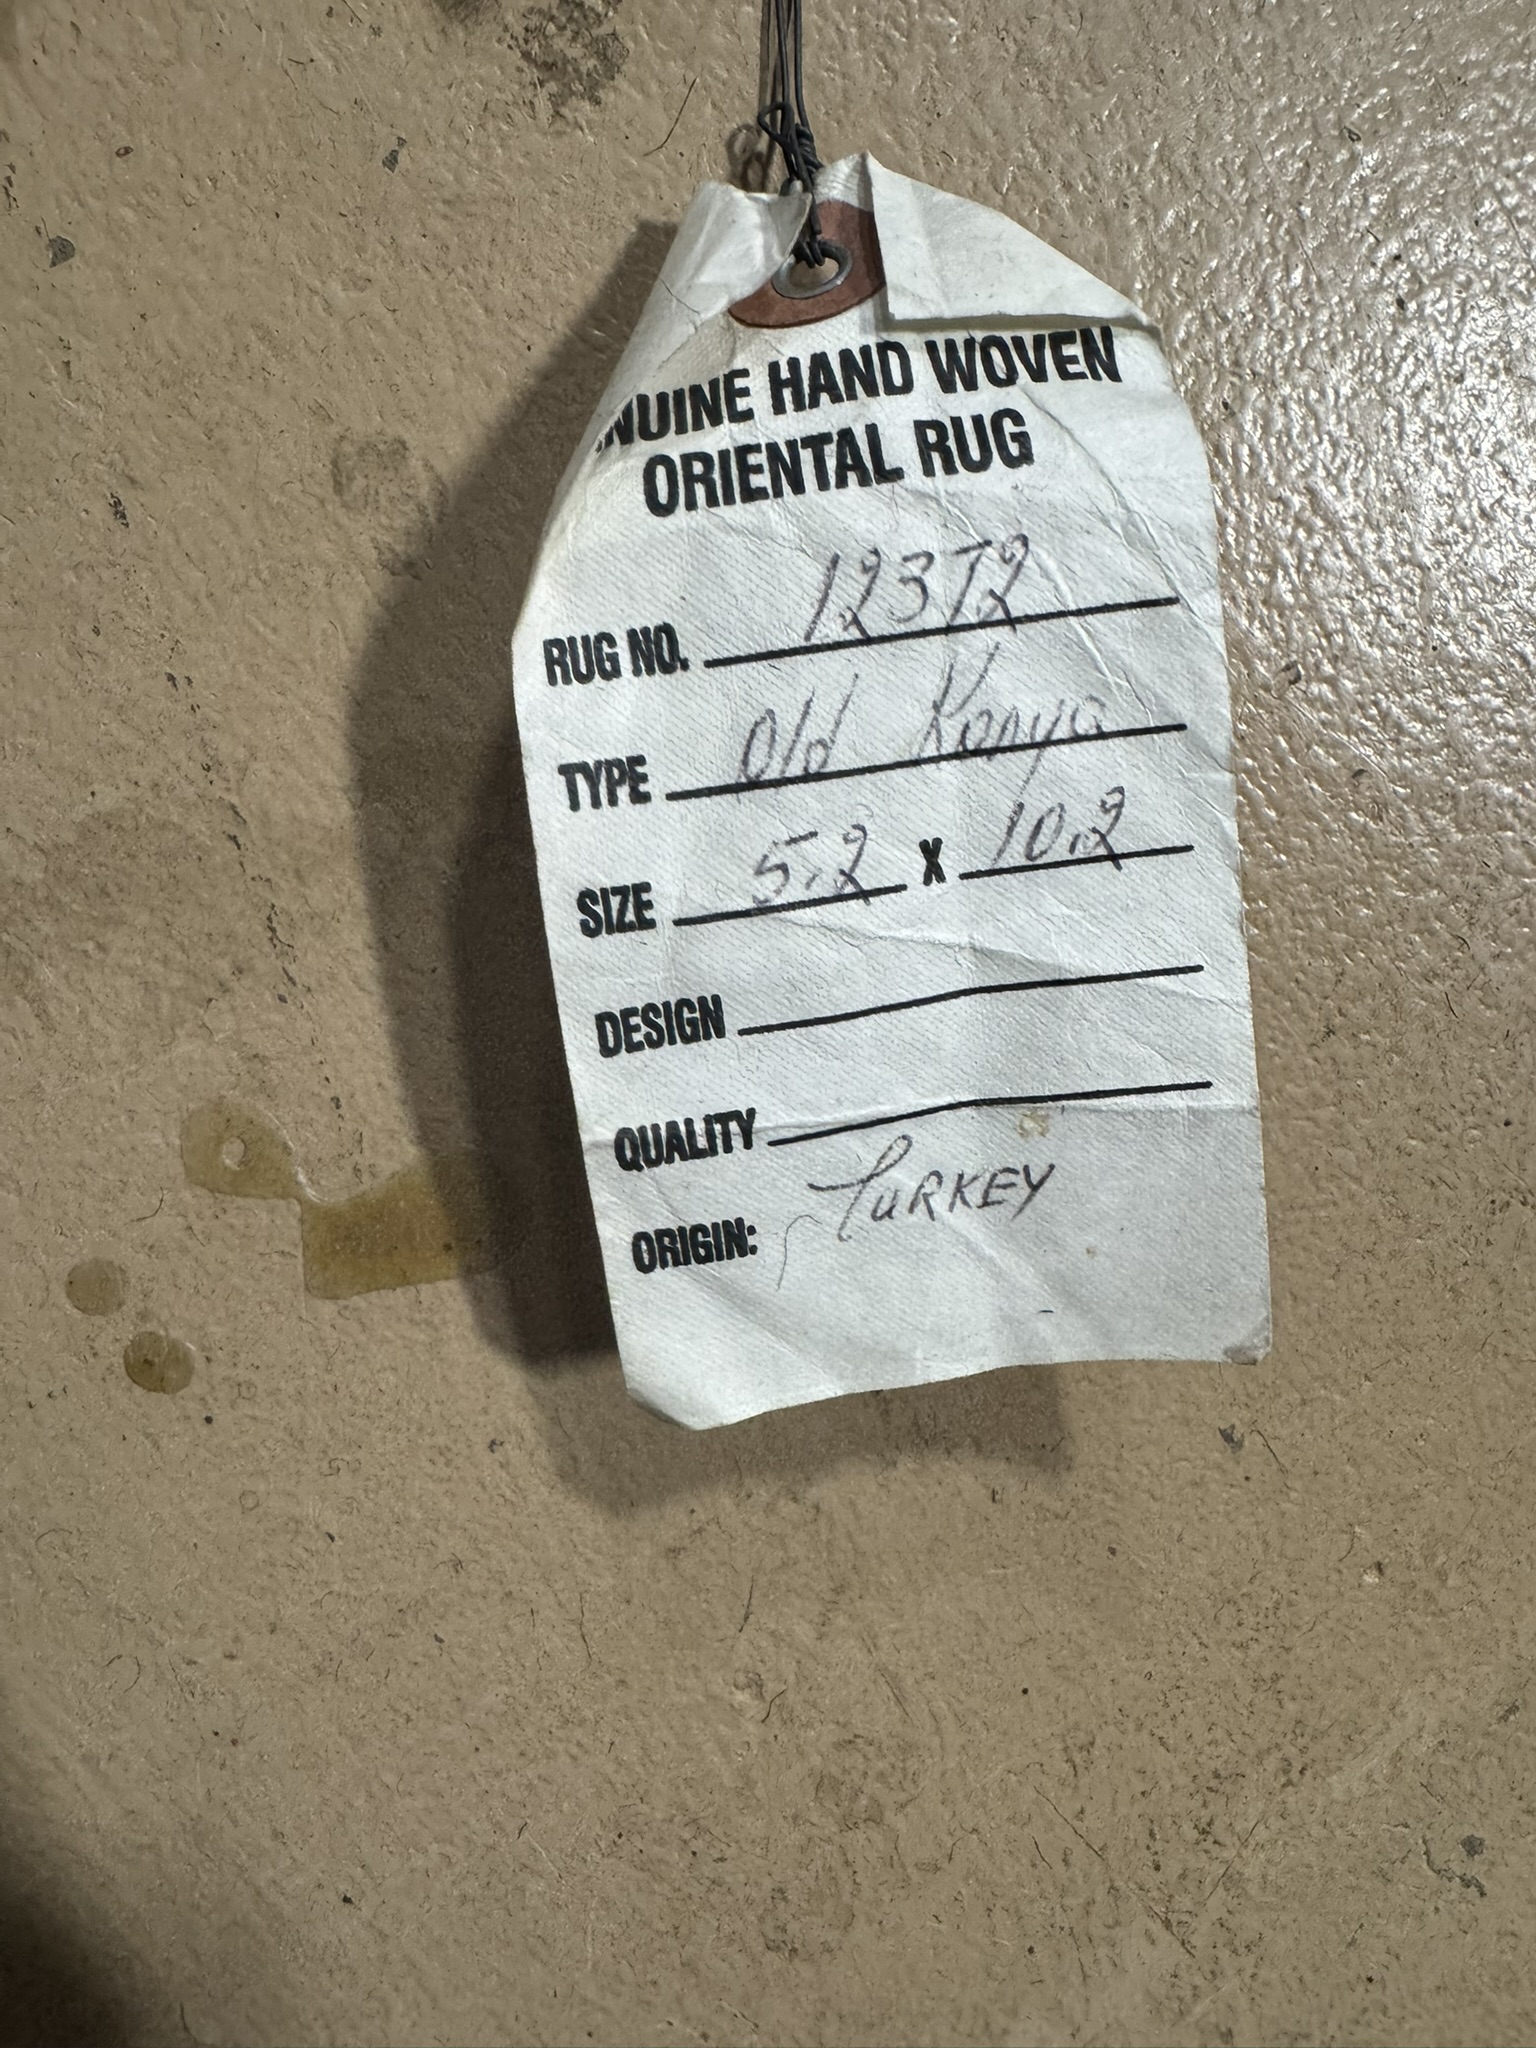 NUINE HAND WOVEN
ORIENTAL RUG
RUG NO. 12372
TYPE Old Konya
SIZE 5.2 X 10.2
DESIGN
QUALITY
ORIGIN: TURKEY